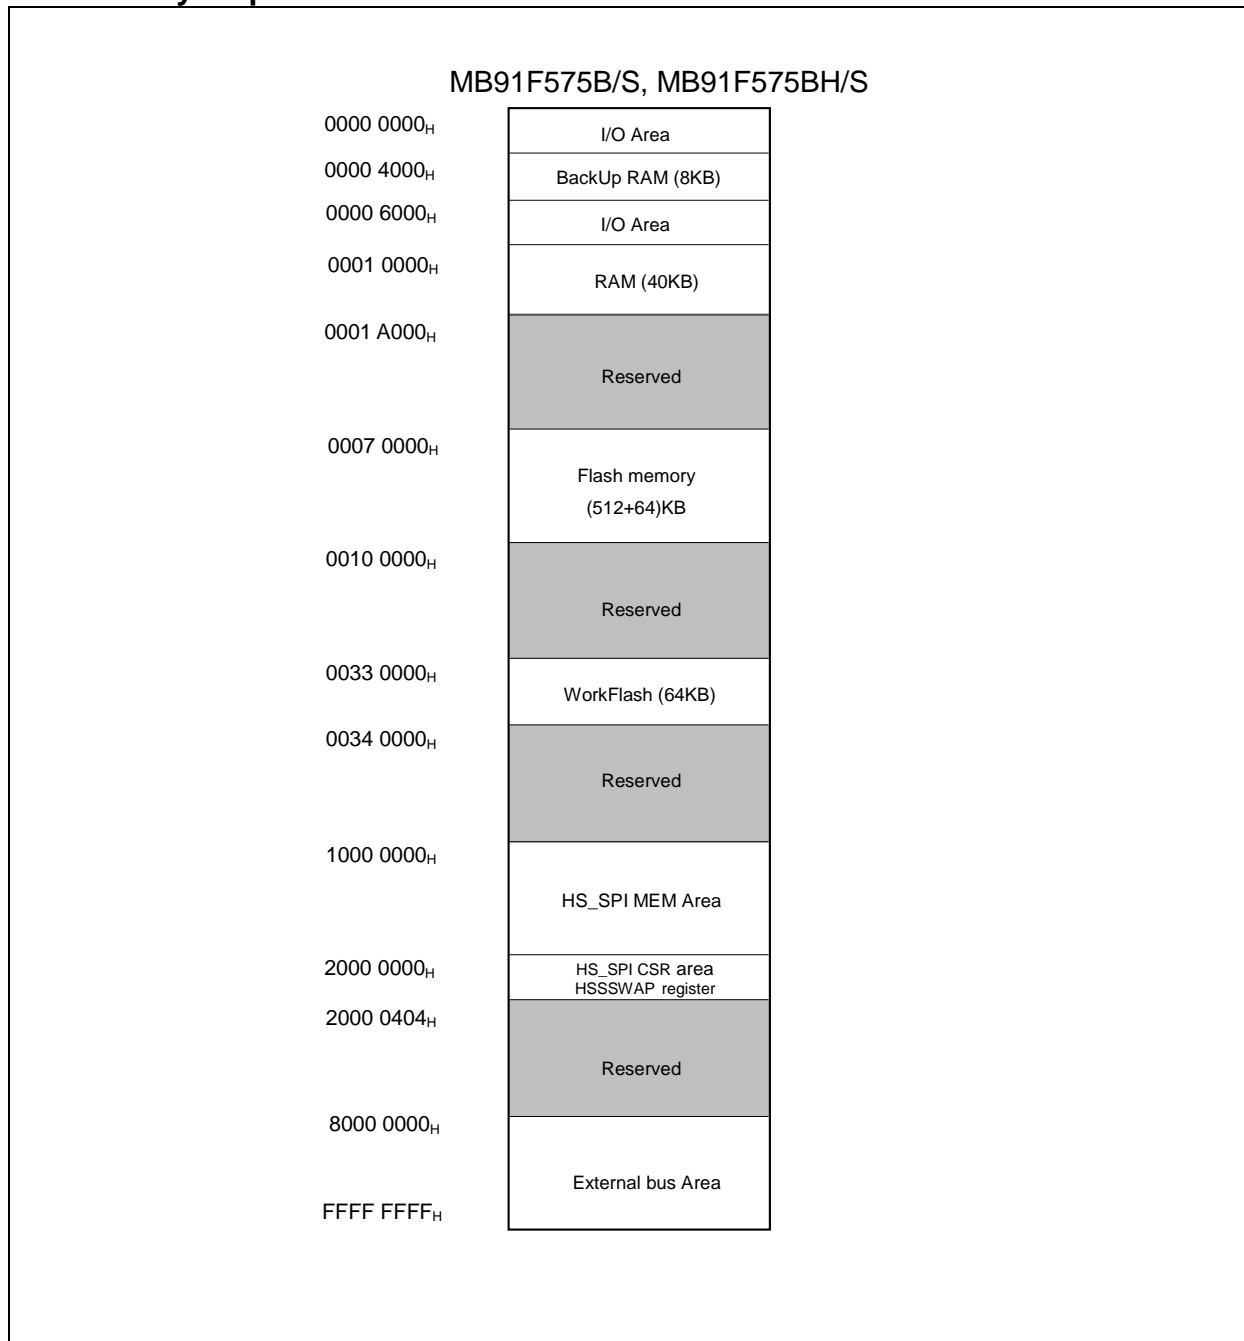 MB91F575B/S, MB91F575BH/S
0000 0000H
I/O Area
0000 4000H
BackUp RAM (8KB)
0000 6000H
I/O Area
0001 0000H
RAM (40KB)
0001 A000H
Reserved
0007 0000H
Flash memory
(512+64)KB
0010 0000H
Reserved
0033 0000H
WorkFlash (64KB)
0034 0000H
Reserved
1000 0000H
HS_SPI MEM Area
2000 0000H
HS_SPI CSR area
HSSSWAP register
2000 0404H
Reserved
8000 0000H
External bus Area
FFFF FFFFH